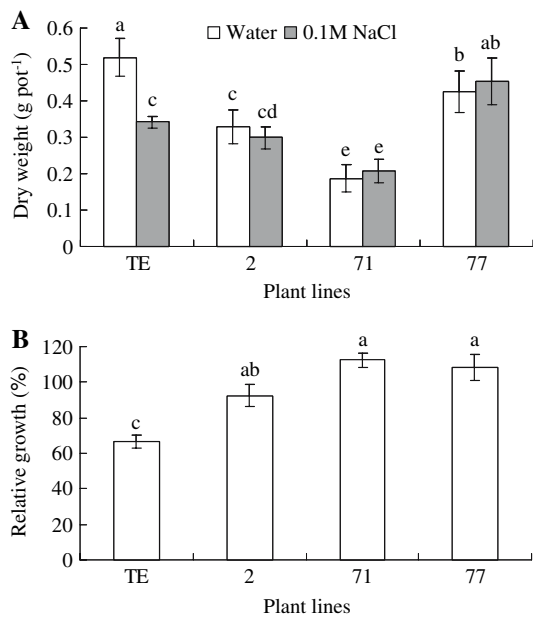 A
Water 0.1M NaCl
Dry weight (g pot⁻¹)
0.6
0.5
0.4
0.3
0.2
0.1
0
a
c
c
cd
e
e
b
ab
TE 2 71 77
Plant lines
B
Relative growth (%)
120
100
80
60
40
20
0
c
ab
a
a
TE 2 71 77
Plant lines